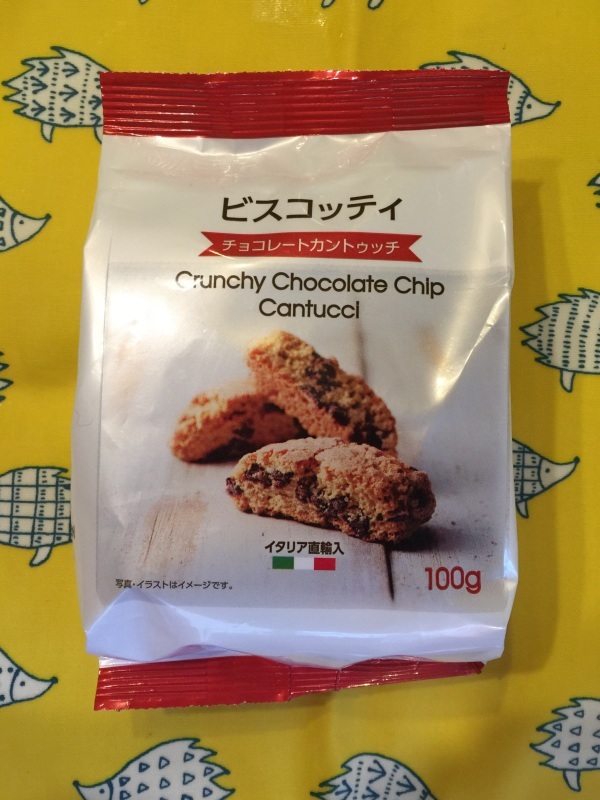 ビスコッティ
チョコレートカントゥッチ
Crunchy Chocolate Chip
Cantucci
イタリア直輸入
写真・イラストはイメージです。
100g